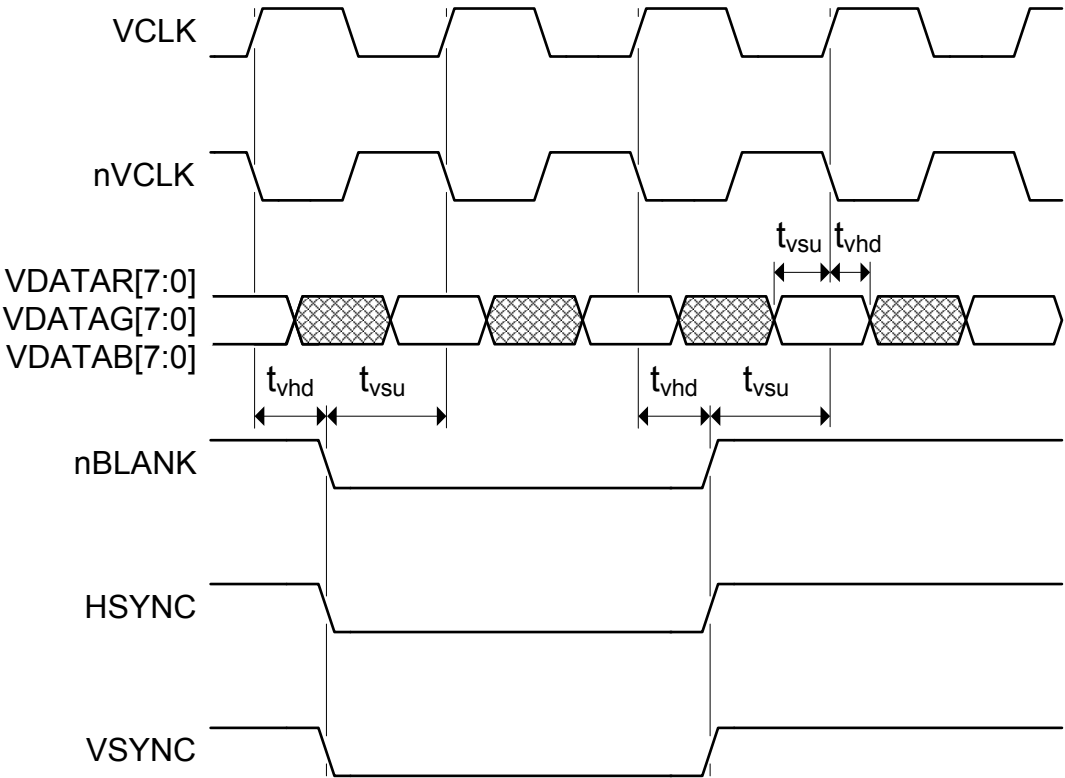 VCLK
nVCLK
tvsu tvhd
VDATAR[7:0]
VDATAG[7:0]
VDATAB[7:0]
tvhd tvsu tvhd tvsu
nBLANK
HSYNC
VSYNC